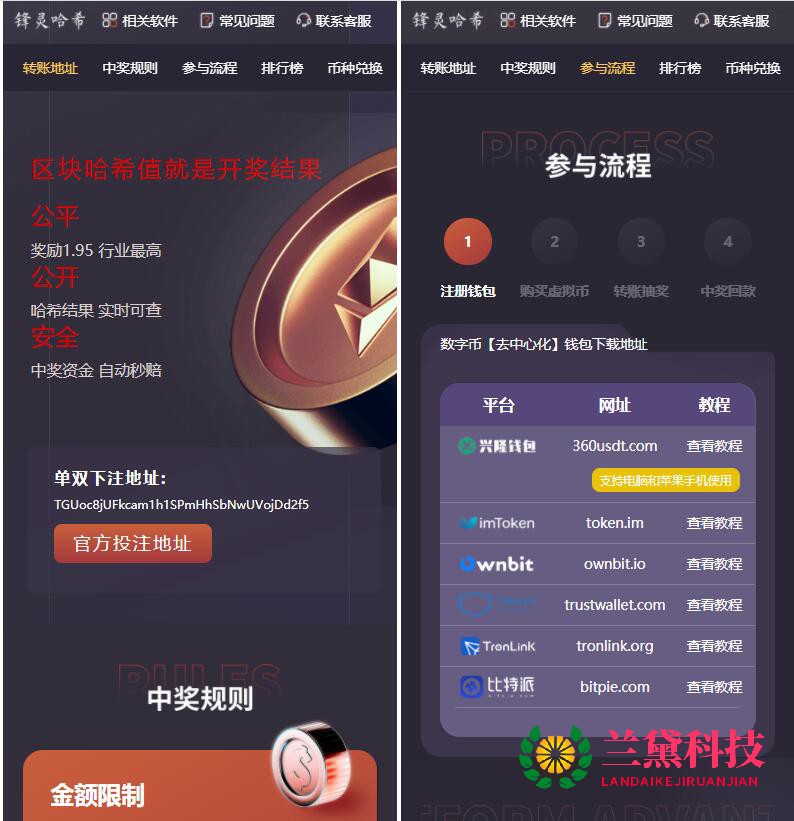 锋灵哈希 相关软件 常见问题 联系客服
转账地址 中奖规则 参与流程 排行榜 币种兑换
区块哈希值就是开奖结果
公平
奖励1.95 行业最高
公开
哈希结果 实时可查
安全
中奖资金 自动秒赔
单双下注地址:
TGUoc8jUFkcam1h1SPmHhSbNwUVojDd2f5
官方投注地址
RULES
中奖规则
金额限制
锋灵哈希 相关软件 常见问题 联系客服
转账地址 中奖规则 参与流程 排行榜 币种兑换
PROCESS
参与流程
1 2 3 4
注册钱包 购买虚拟币 转账抽奖 中奖回款
数字币【去中心化】钱包下载地址
平台 网址 教程
兴隆钱包 360usdt.com 查看教程
支持电脑和苹果手机使用
imToken token.im 查看教程
ownbit ownbit.io 查看教程
trustwallet.com 查看教程
TronLink tronlink.org 查看教程
比特派 bitpie.com 查看教程
兰黛科技
LANDAIKEJIRUANJIAN